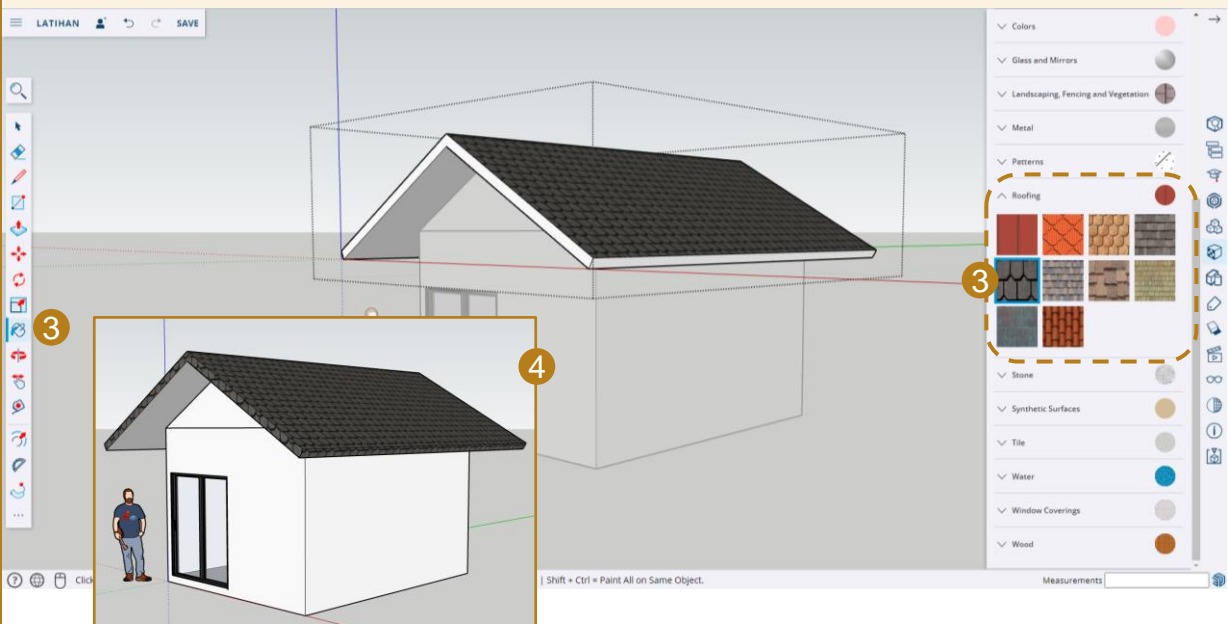 LATIHAN SAVE
Colors
Glass and Mirrors
Landscaping, Fencing and Vegetation
Metal
Patterns
Roofing
3
3
4
Stone
Synthetic Surfaces
Tile
Water
Window Coverings
Wood
| Shift + Ctrl = Paint All on Same Object.
Measurements